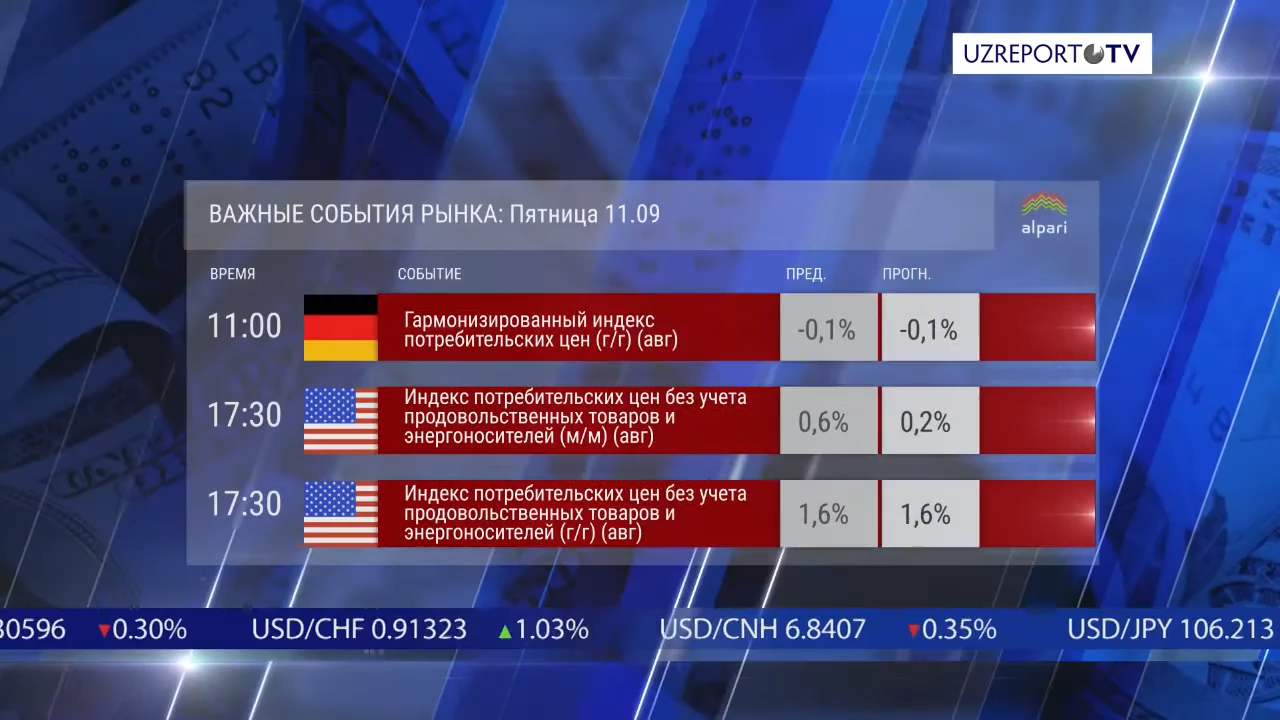 UZREPORT TV
ВАЖНЫЕ СОБЫТИЯ РЫНКА: Пятница 11.09
alpari
ВРЕМЯ СОБЫТИЕ ПРЕД. ПРОГН.
11:00 Гармонизированный индекс -0,1% -0,1%
потребительских цен (г/г) (авг)
17:30 Индекс потребительских цен без учета 0,6% 0,2%
продовольственных товаров и
энергоносителей (м/м) (авг)
17:30 Индекс потребительских цен без учета 1,6% 1,6%
продовольственных товаров и
энергоносителей (г/г) (авг)
30596 ▼0.30% USD/CHF 0.91323 ▲1.03% USD/CNH 6.8407 ▼0.35% USD/JPY 106.213